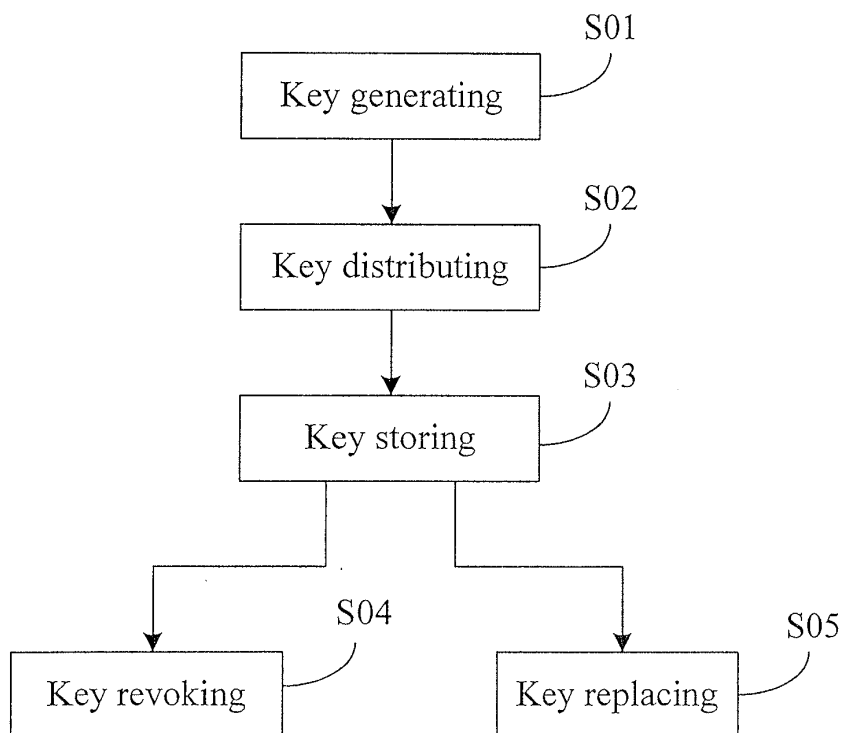 S01
Key generating
S02
Key distributing
S03
Key storing
S04
S05
Key revoking
Key replacing